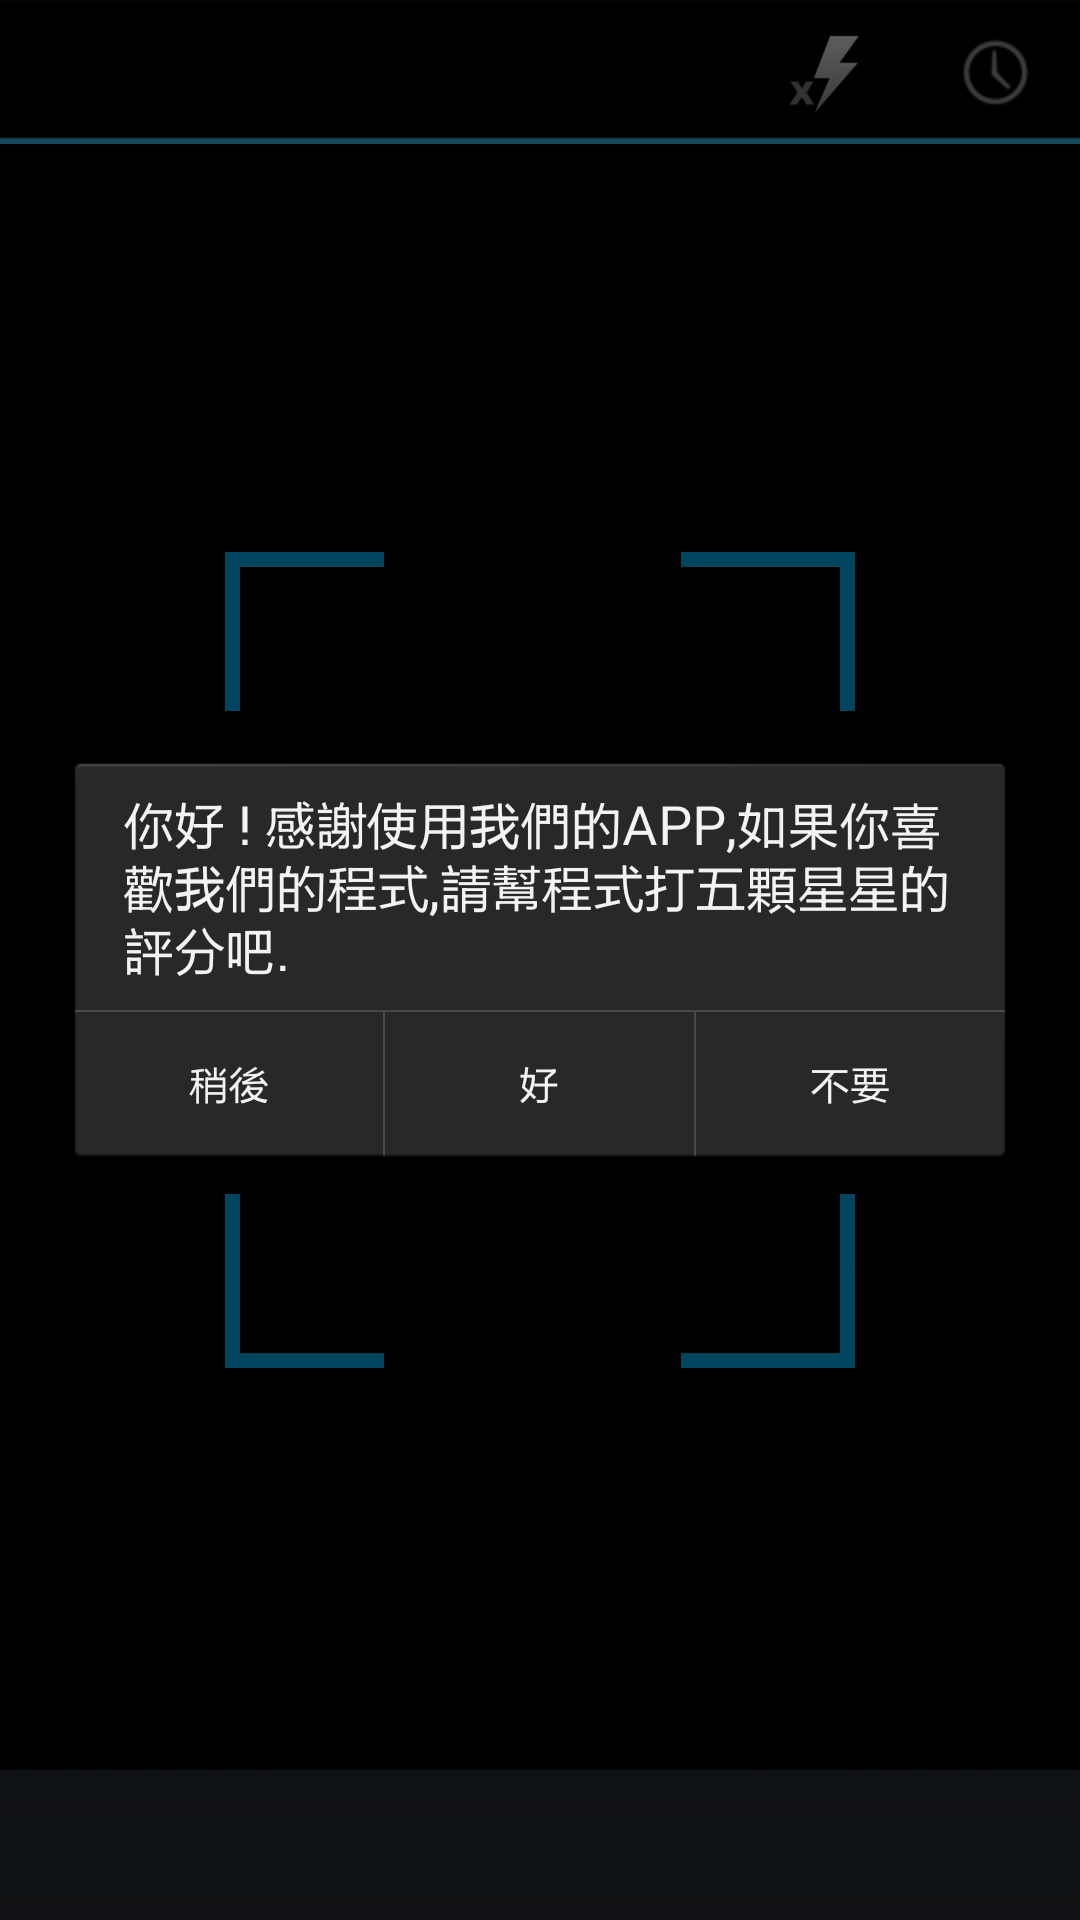 你好！感謝使用我們的APP,如果你喜
歡我們的程式,請幫程式打五顆星星的
評分吧.
稍後
好
不要